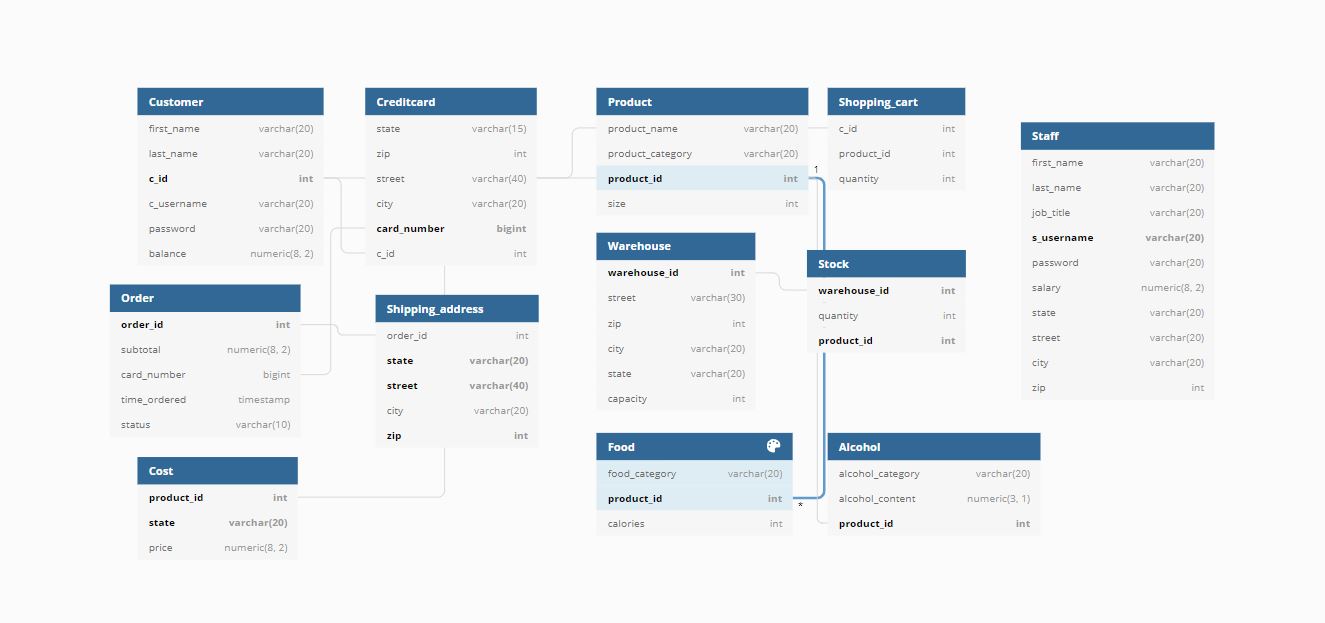 Customer
first_name varchar(20)
last_name varchar(20)
c_id int
c_username varchar(20)
password varchar(20)
balance numeric(8, 2)
Creditcard
state varchar(15)
zip int
street varchar(40)
city varchar(20)
card_number bigint
c_id int
Product
product_name varchar(20)
product_category varchar(20)
product_id int
size int
1
Shopping_cart
c_id int
product_id int
quantity int
Staff
first_name varchar(20)
last_name varchar(20)
job_title varchar(20)
s_username varchar(20)
password varchar(20)
salary numeric(8, 2)
state varchar(20)
street varchar(20)
city varchar(20)
zip int
Warehouse
warehouse_id int
street varchar(30)
zip int
city varchar(20)
state varchar(20)
capacity int
Stock
warehouse_id int
quantity int
product_id int
Order
order_id int
subtotal numeric(8, 2)
card_number bigint
time_ordered timestamp
status varchar(10)
Shipping_address
order_id int
state varchar(20)
street varchar(40)
city varchar(20)
zip int
Cost
product_id int
state varchar(20)
price numeric(8, 2)
Food
food_category varchar(20)
product_id int
calories int
*
Alcohol
alcohol_category varchar(20)
alcohol_content numeric(3, 1)
product_id int